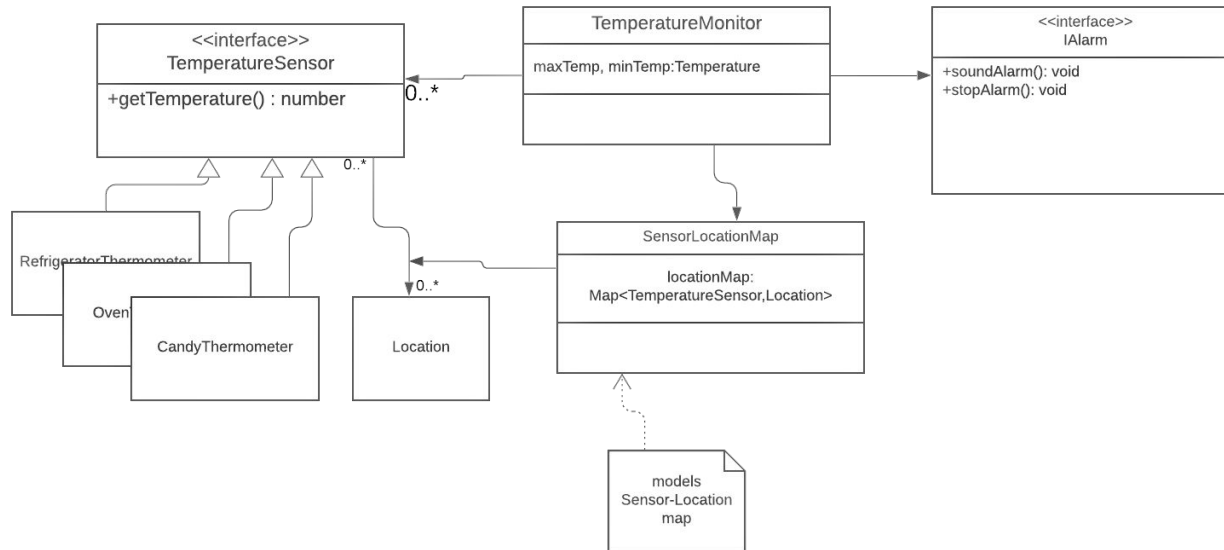 <<interface>>
TemperatureSensor
+getTemperature() : number
TemperatureMonitor
maxTemp, minTemp:Temperature
<<interface>>
IAlarm
+soundAlarm(): void
+stopAlarm(): void
0..*
0..*
RefrigeratorThermometer
CandyThermometer
0..*
Location
SensorLocationMap
locationMap:
Map<TemperatureSensor,Location>
models
Sensor-Location
map